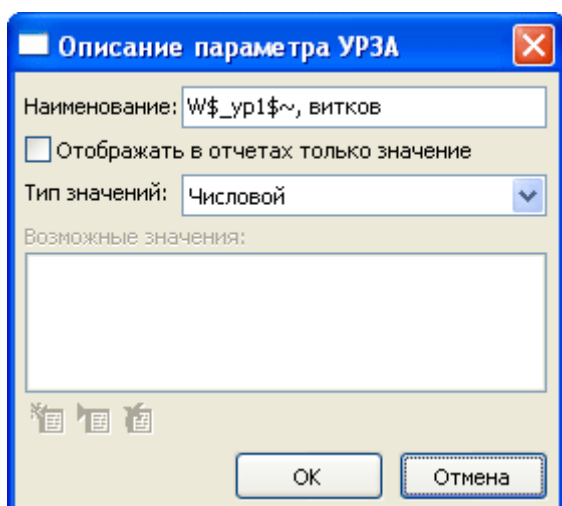 Описание параметра УРЗА
Наименование: W$_ур1$~, витков
Отображать в отчетах только значение
Тип значений: Числовой
Возможные значения:
OK Отмена